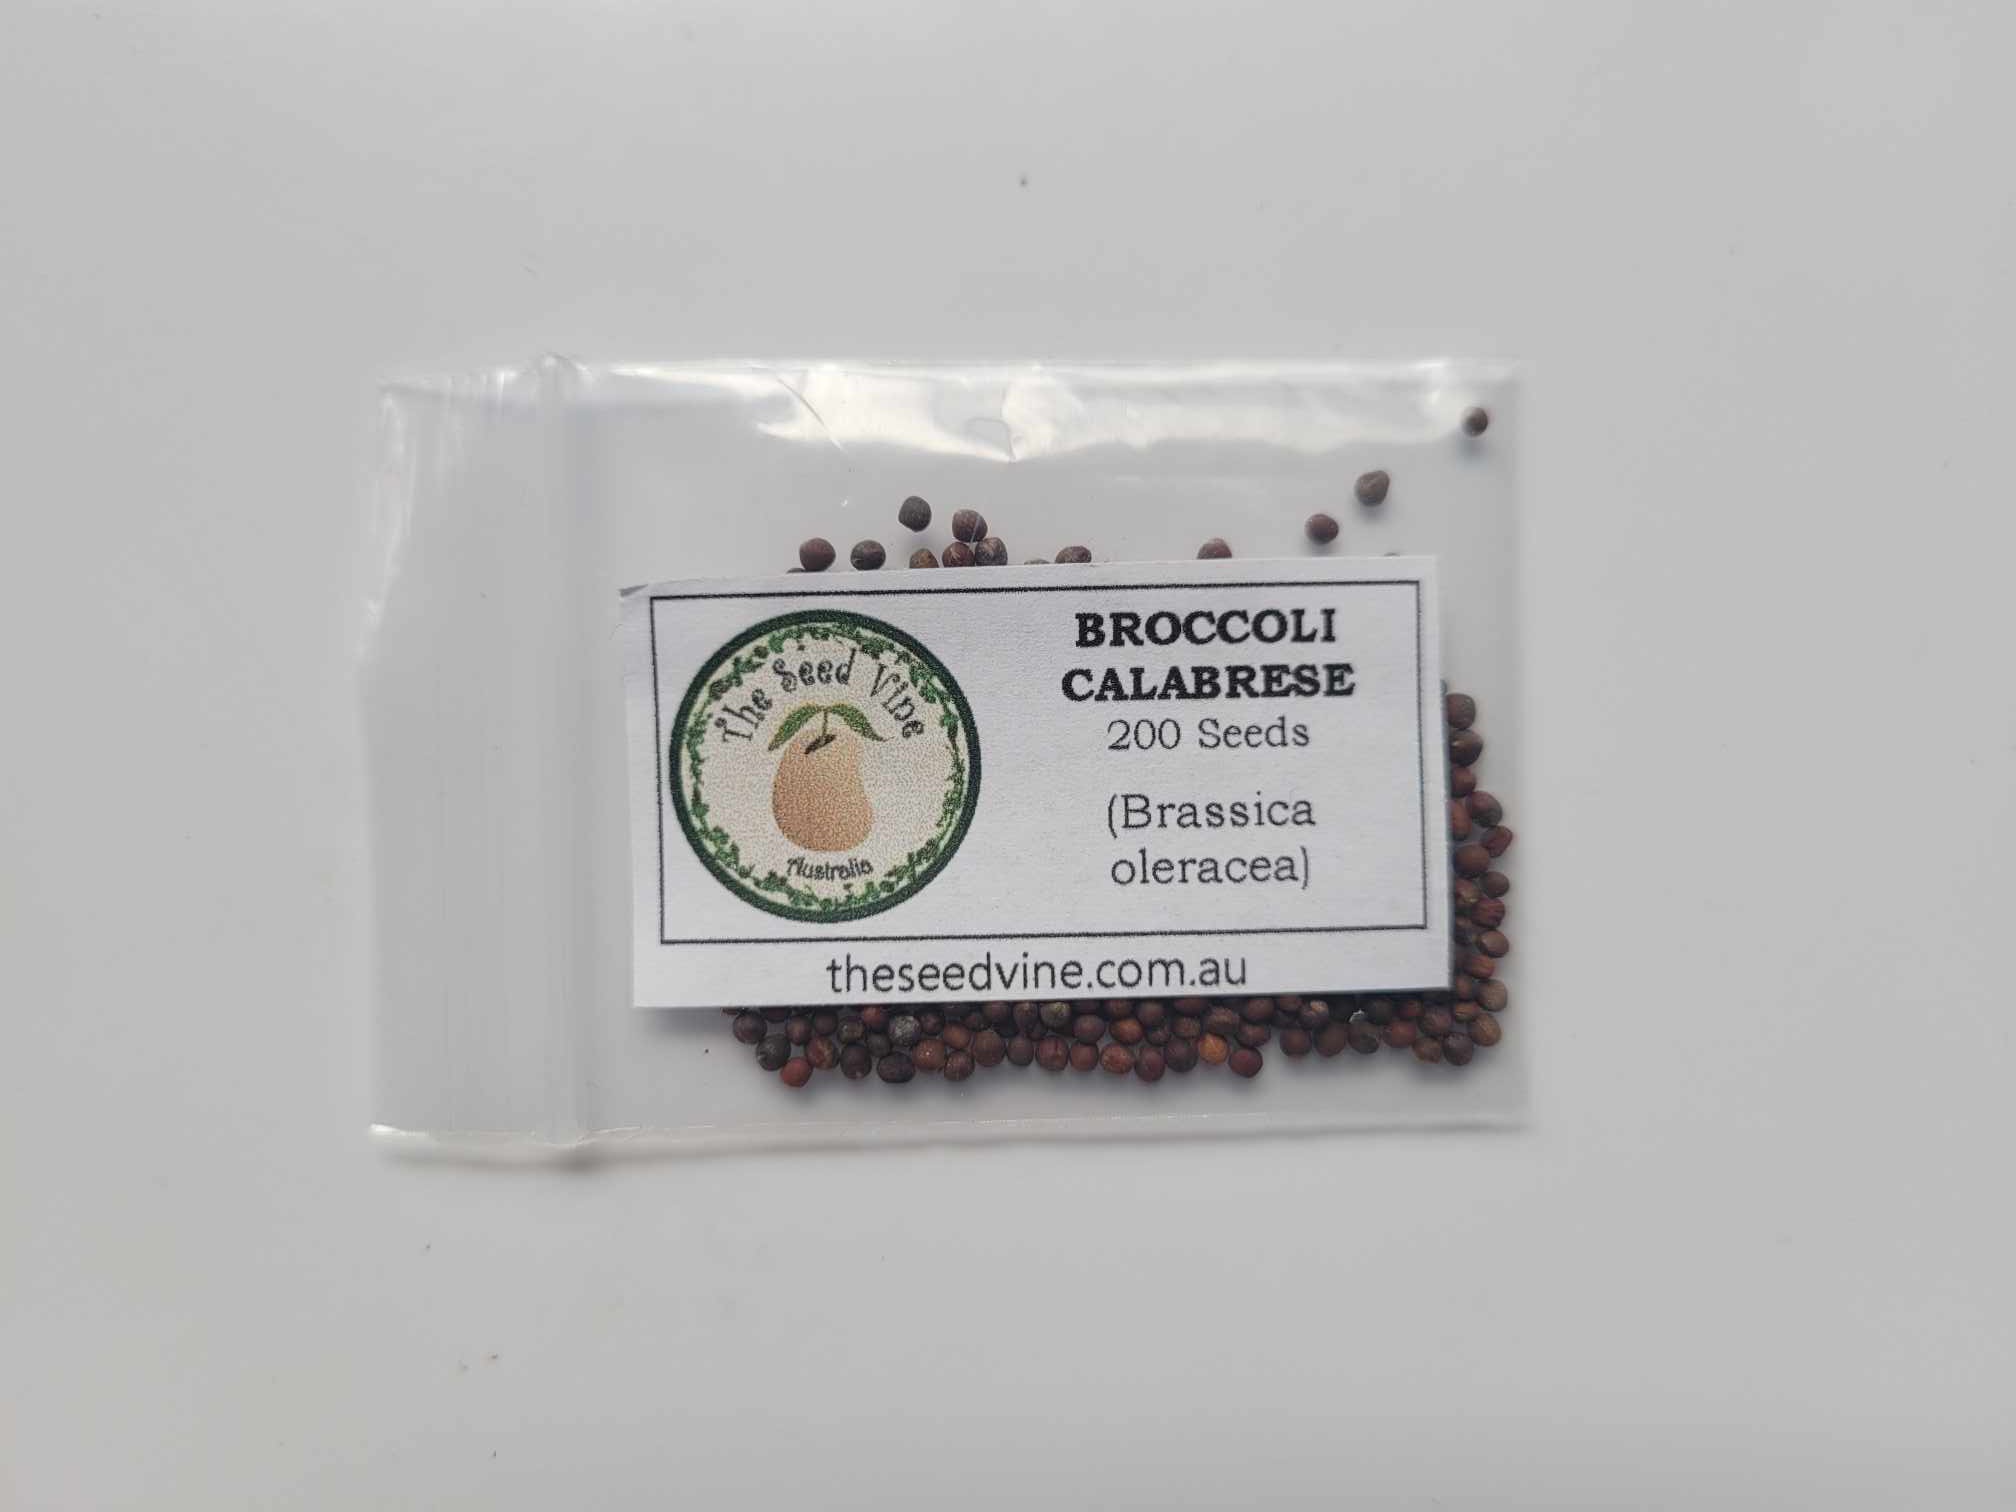 The Seed Vine
Australia
BROCCOLI
CALABRESE
200 Seeds
(Brassica
oleracea)
theseedvine.com.au